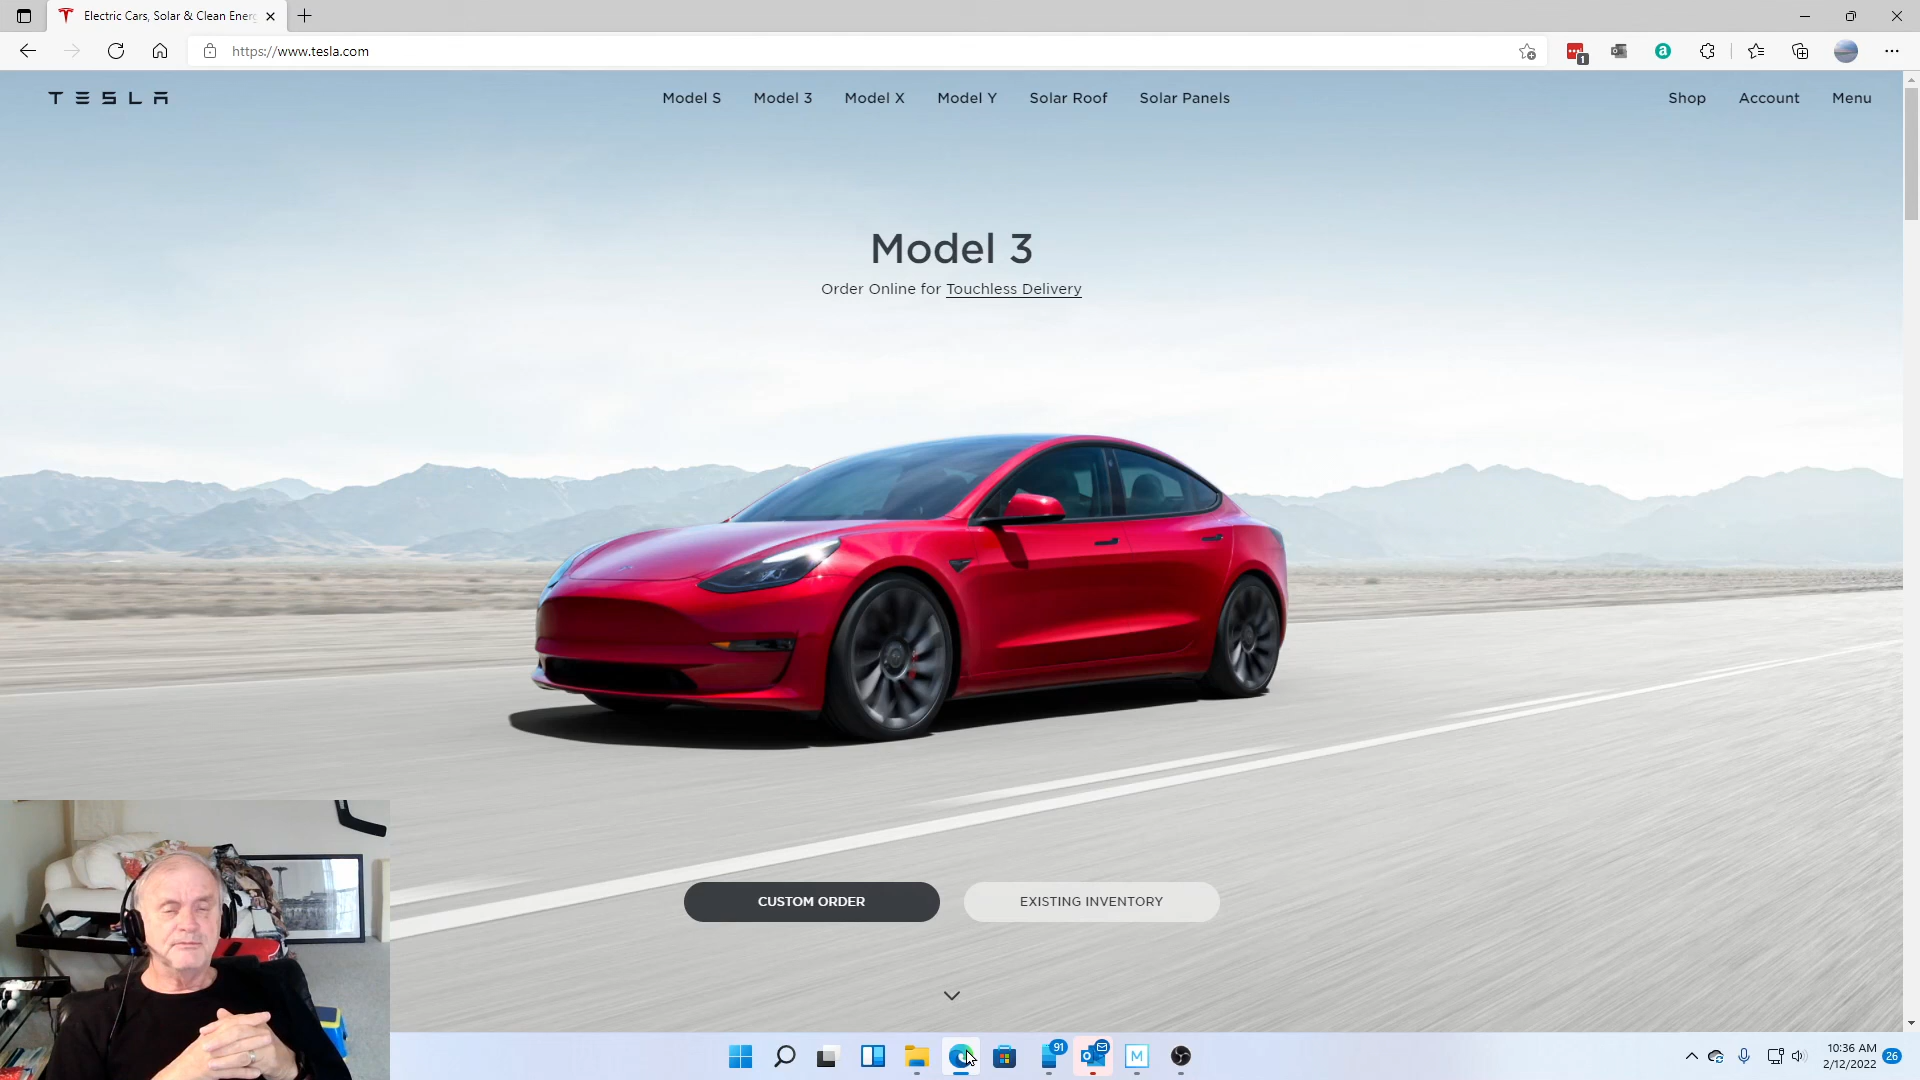 Electric Cars, Solar & Clean Energ
https://www.tesla.com
1
TESLA
Model S
Model 3
Model X
Model Y
Solar Roof
Solar Panels
Shop
Account
Menu
Model 3
Order Online for Touchless Delivery
CUSTOM ORDER
EXISTING INVENTORY
91
M
10:36 AM
2/12/2022
26